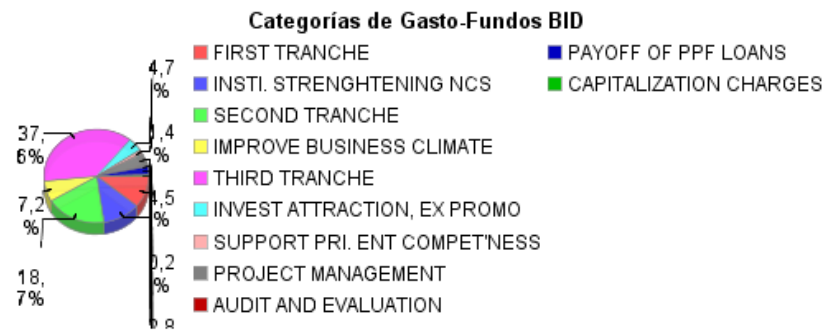 Categorías de Gasto-Fundos BID
FIRST TRANCHE
INSTI. STRENGHTENING NCS
SECOND TRANCHE
IMPROVE BUSINESS CLIMATE
THIRD TRANCHE
INVEST ATTRACTION, EX PROMO
SUPPORT PRI. ENT COMPET'NESS
PROJECT MANAGEMENT
AUDIT AND EVALUATION
PAYOFF OF PPF LOANS
CAPITALIZATION CHARGES
37,
6%
7,2
%
18,
7%
4,7
%
%
4,5
%
0,2
%